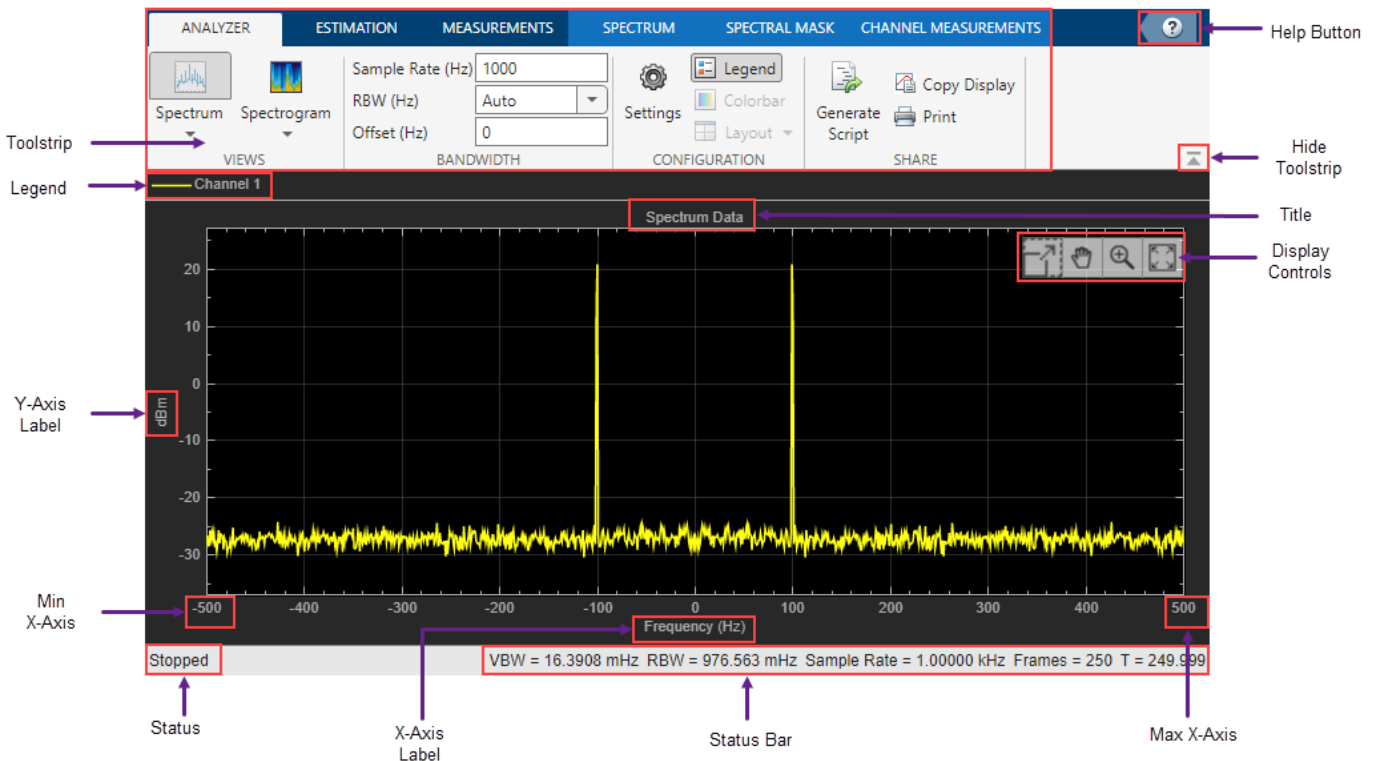 ANALYZER ESTIMATION MEASUREMENTS SPECTRUM SPECTRAL MASK CHANNEL MEASUREMENTS ?
Help Button
Sample Rate (Hz) 1000
RBW (Hz) Auto
Offset (Hz) 0
Spectrum Spectrogram
Settings
Legend
Colorbar
Layout
Generate
Script
Copy Display
Print
VIEWS BANDWIDTH CONFIGURATION SHARE
Toolstrip
Hide
Toolstrip
Legend
Channel 1
Spectrum Data
Title
Display
Controls
20
10
0
-10
-20
-30
dBm
Y-Axis
Label
Min
X-Axis
-500 -400 -300 -200 -100 0 100 200 300 400 500
Frequency (Hz)
Stopped
VBW = 16.3908 mHz RBW = 976.563 mHz Sample Rate = 1.00000 kHz Frames = 250 T = 249.999
Status
X-Axis
Label
Status Bar
Max X-Axis